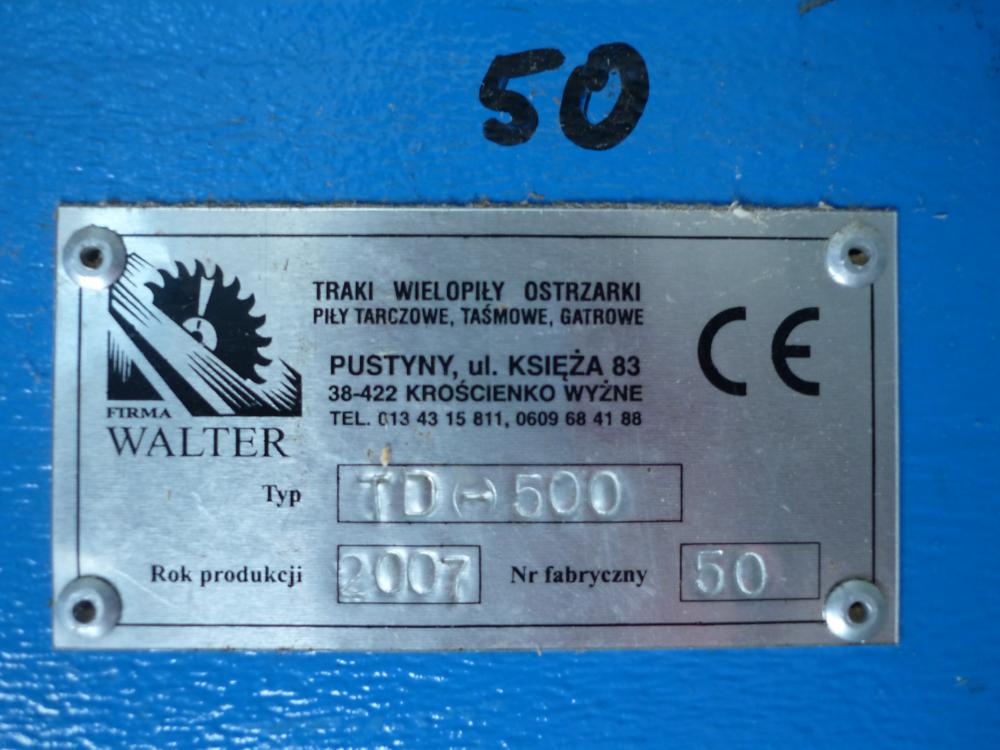 50
TRAKI WIELOPIŁY OSTRZARKI
PIŁY TARCZOWE, TAŚMOWE, GATROWE
PUSTYNY, ul. KSIĘŻA 83
38-422 KROŚCIENKO WYŻNE
TEL. 013 43 15 811, 0609 68 41 88
CE
FIRMA
WALTER
Typ TD(-)500
Rok produkcji 2007 Nr fabryczny 50